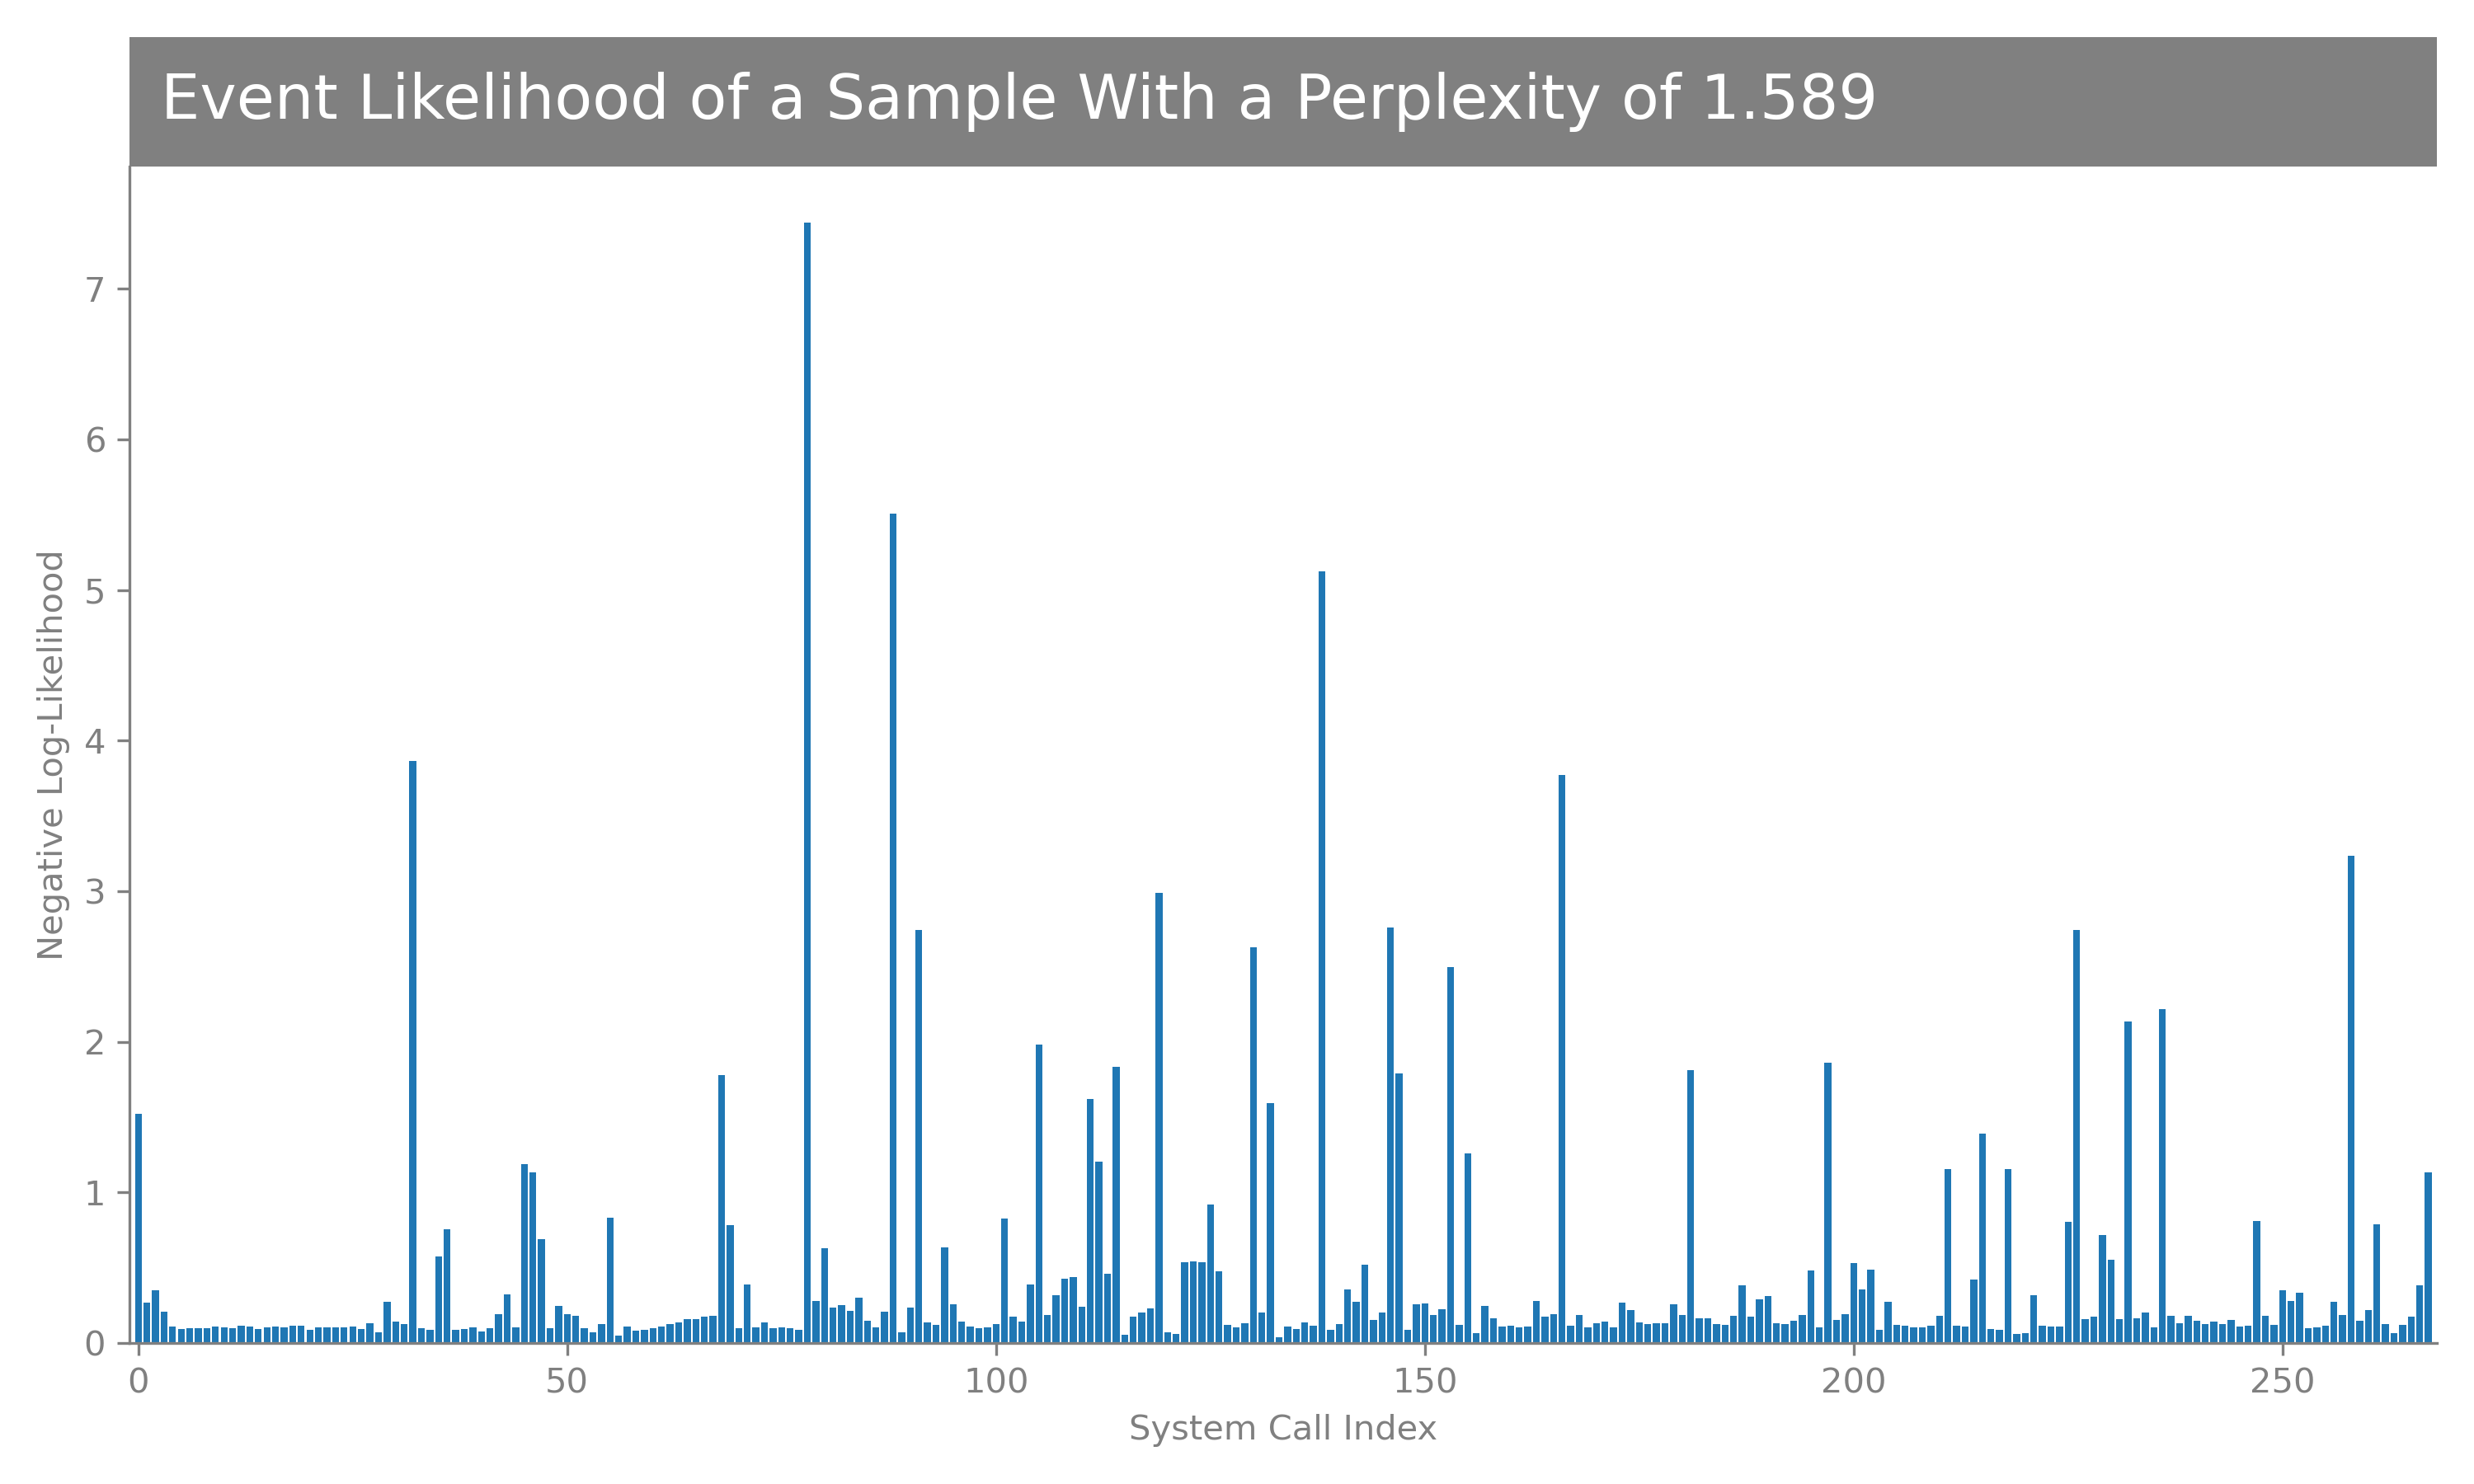 Event Likelihood of a Sample With a Perplexity of 1.589
Negative Log-Likelihood
7
6
5
4
3
2
1
0
0 50 100 150 200 250
System Call Index